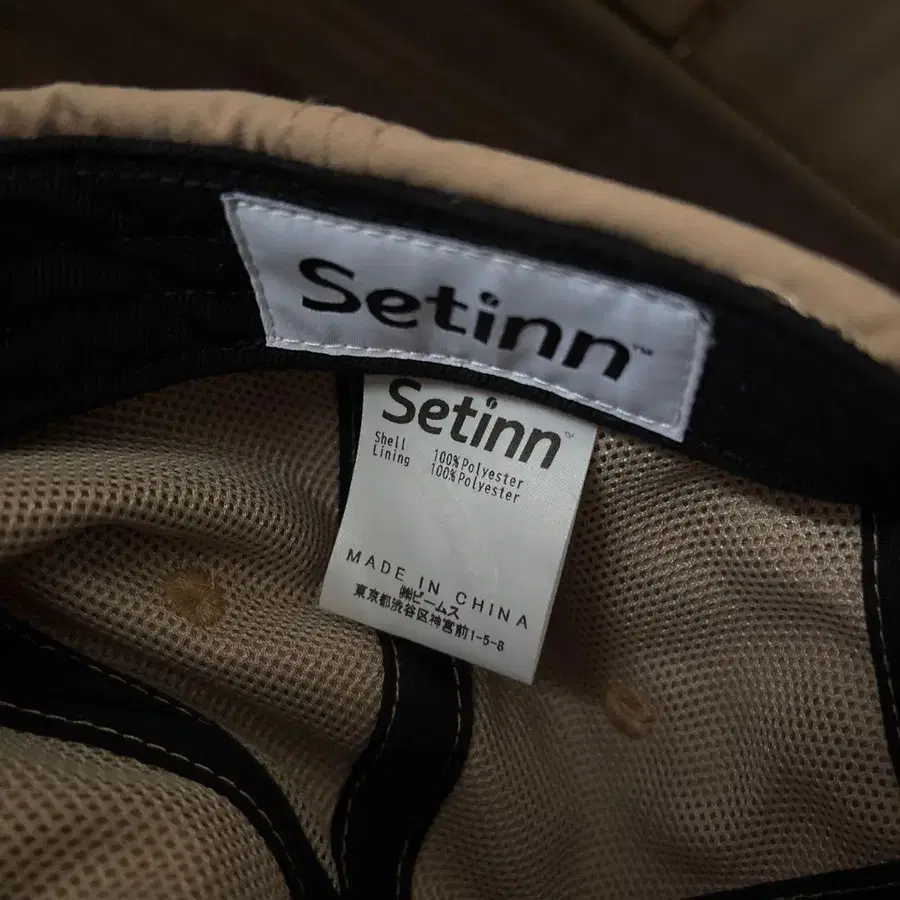 Setinn™
Setinn™
Shell 100%Polyester
Lining 100%Polyester
MADE IN CHINA
㈱ビームス
東京都渋谷区神宮前1-5-8